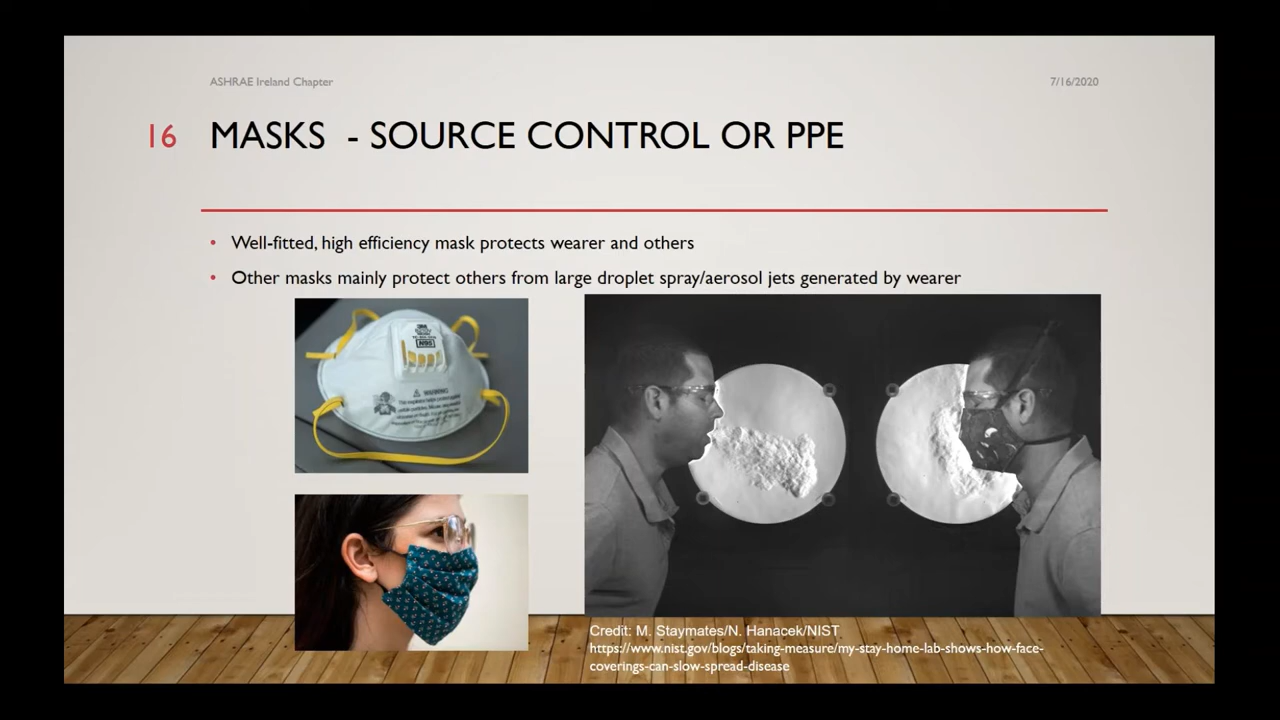 ASHRAE Ireland Chapter
7/16/2020
16
MASKS - SOURCE CONTROL OR PPE
• Well-fitted, high efficiency mask protects wearer and others
• Other masks mainly protect others from large droplet spray/aerosol jets generated by wearer
3M
N95
WARNING
Credit: M. Staymates/N. Hanacek/NIST
https://www.nist.gov/blogs/taking-measure/my-stay-home-lab-shows-how-face-
coverings-can-slow-spread-disease